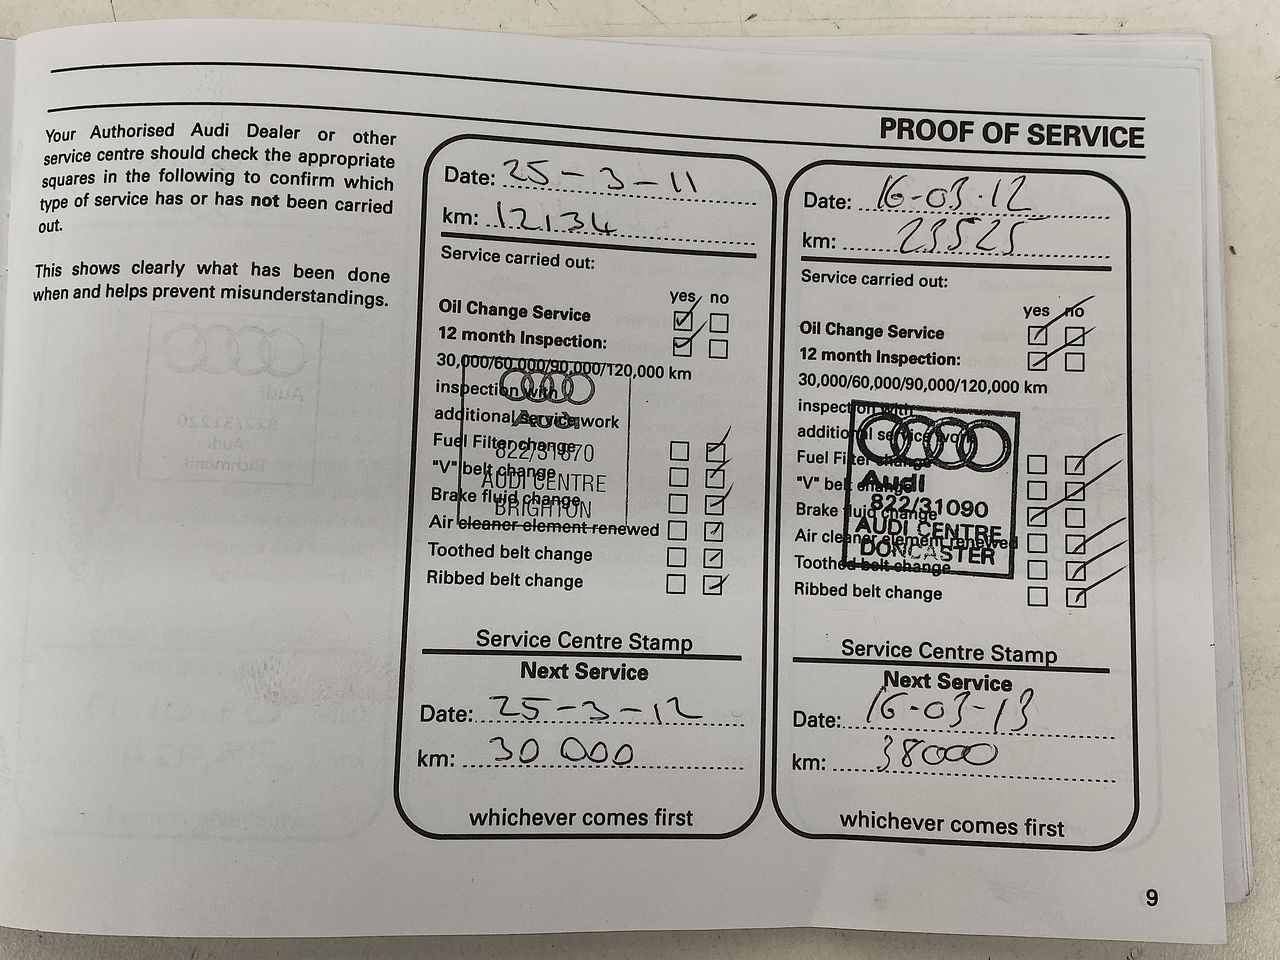 PROOF OF SERVICE
Your Authorised Audi Dealer or other
service centre should check the appropriate
squares in the following to confirm which
type of service has or has not been carried
out.
This shows clearly what has been done
when and helps prevent misunderstandings.
Date: 25-3-11
km: 12134
Service carried out:
yes no
Oil Change Service
12 month Inspection:
30,000/60,000/90,000/120,000 km
inspection with
additional service work
Fuel Filter change
"V" belt change
Brake fluid change
Air cleaner element renewed
Toothed belt change
Ribbed belt change
Audi
AUDI CENTRE
BRIGHTON
Service Centre Stamp
Next Service
Date: 25-3-12
km: 30 000
whichever comes first
Date: 16-03-12
km: 23525
Service carried out:
yes no
Oil Change Service
12 month Inspection:
30,000/60,000/90,000/120,000 km
inspection with
additional service work
Fuel Filter change
"V" belt change
Brake fluid change
Air cleaner element renewed
Toothed belt change
Ribbed belt change
Audi
822/31090
AUDI CENTRE
DONCASTER
Service Centre Stamp
Next Service
Date: 16-03-13
km: 38000
whichever comes first
9